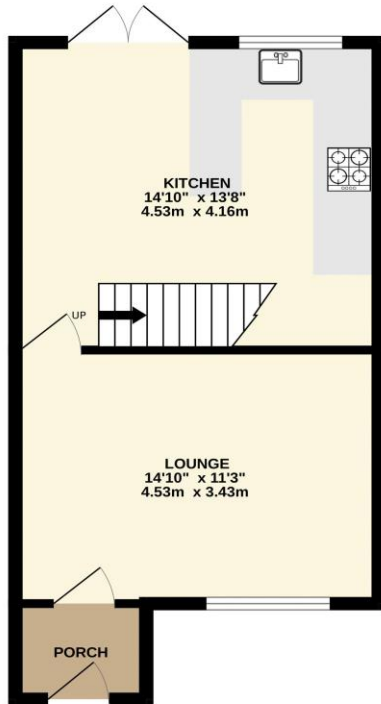 KITCHEN
14'10" x 13'8"
4.53m x 4.16m
UP
LOUNGE
14'10" x 11'3"
4.53m x 3.43m
PORCH